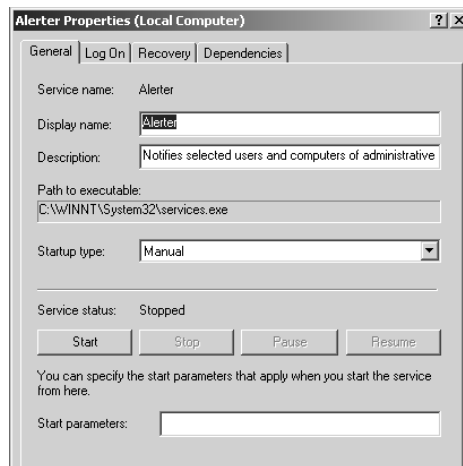 Alerter Properties (Local Computer)
General Log On Recovery Dependencies
Service name: Alerter
Display name: Alerter
Description: Notifies selected users and computers of administrative
Path to executable:
C:\WINNT\System32\services.exe
Startup type: Manual
Service status: Stopped
Start Stop Pause Resume
You can specify the start parameters that apply when you start the service
from here.
Start parameters: